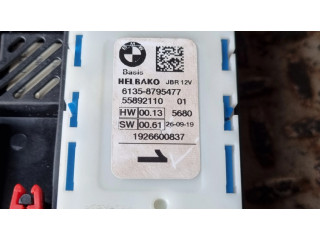 Basis
HELBAKO JBR 12V
6135-8795477
55892110 01
HW 00.13 5680
SW 00.61 26-09-19
1926600837
1